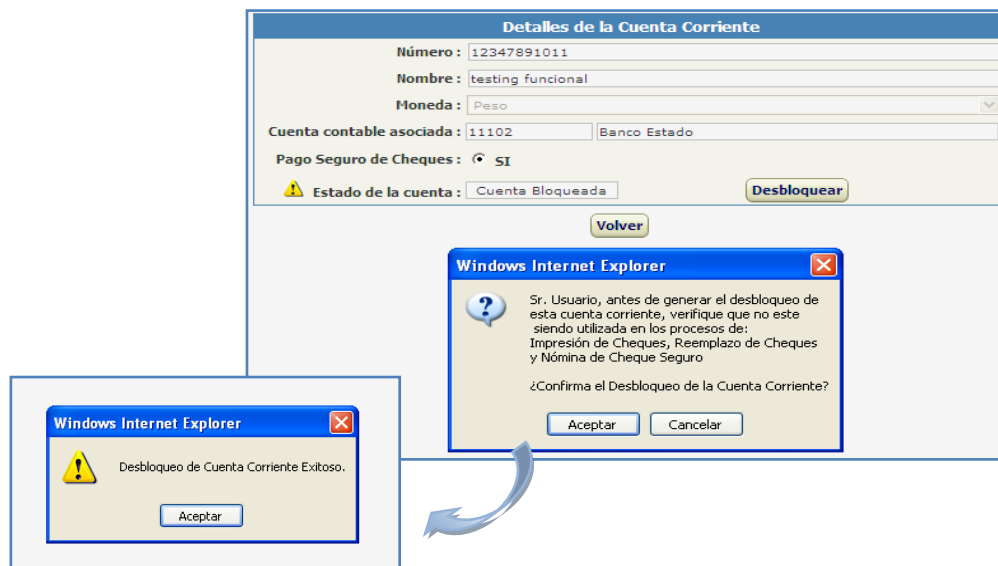 Detalles de la Cuenta Corriente
Número : 12347891011
Nombre : testing funcional
Moneda : Peso
Cuenta contable asociada : 11102 Banco Estado
Pago Seguro de Cheques : SI
Estado de la cuenta : Cuenta Bloqueada Desbloquear
Volver
Windows Internet Explorer
Sr. Usuario, antes de generar el desbloqueo de
esta cuenta corriente, verifique que no este
siendo utilizada en los procesos de:
Impresión de Cheques, Reemplazo de Cheques
y Nómina de Cheque Seguro
¿Confirma el Desbloqueo de la Cuenta Corriente?
Aceptar Cancelar
Windows Internet Explorer
Desbloqueo de Cuenta Corriente Exitoso.
Aceptar